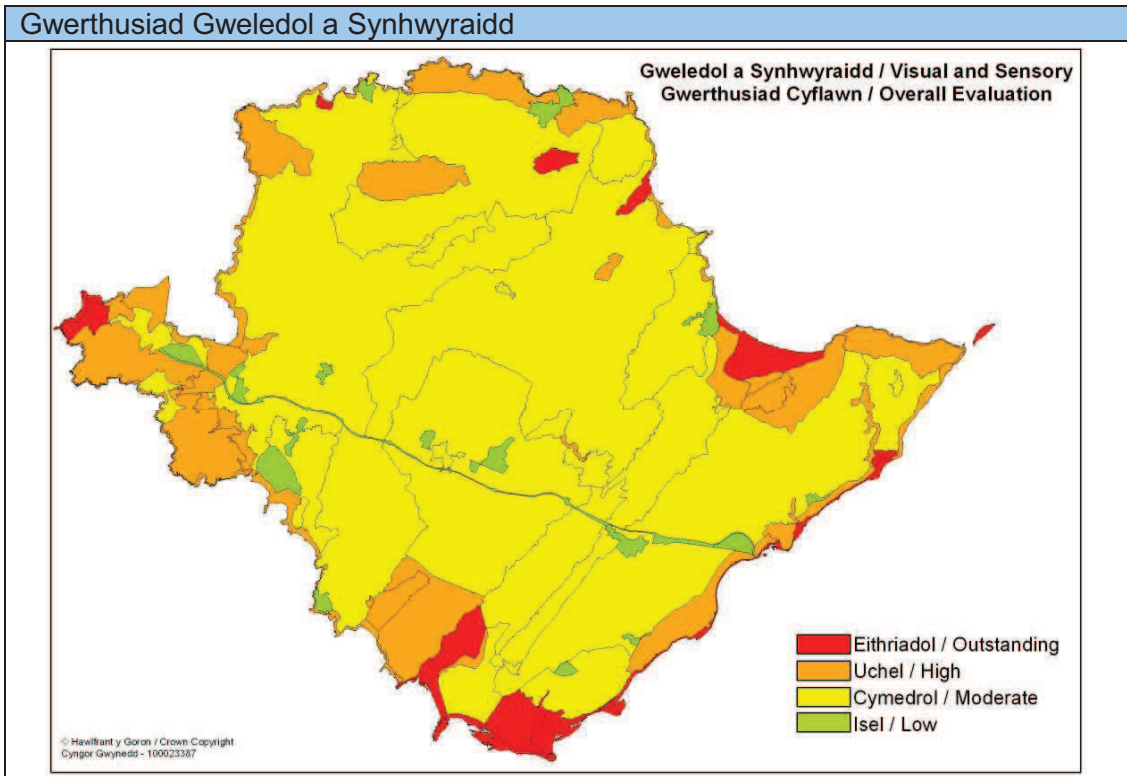 Gwerthusiad Gweledol a Synhwyraidd
Gweledol a Synhwyraidd / Visual and Sensory
Gwerthusiad Cyflawn / Overall Evaluation
Eithriadol / Outstanding
Uchel / High
Cymedrol / Moderate
Isel / Low
© Hawlfraint y Goron / Crown Copyright
Cyngor Gwynedd - 100023387